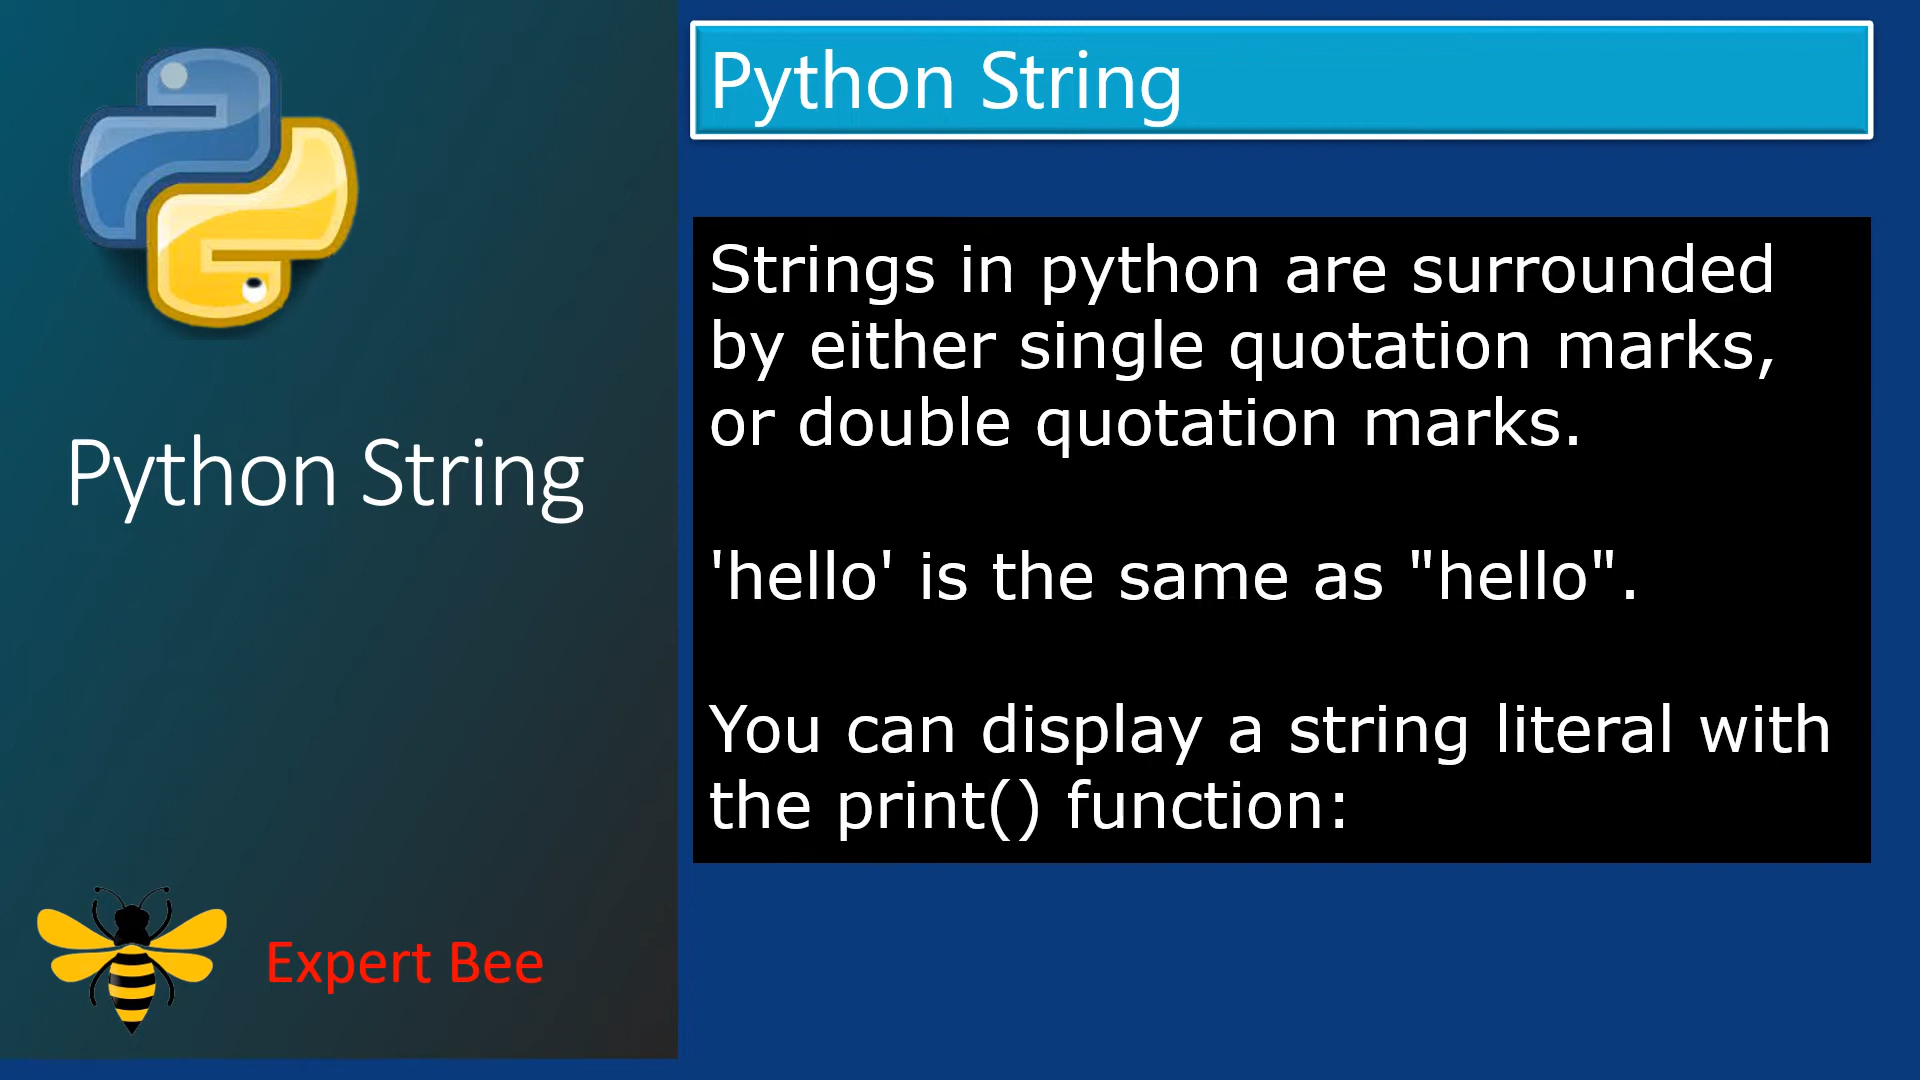 Python String
Expert Bee
Python String
Strings in python are surrounded
by either single quotation marks,
or double quotation marks.
'hello' is the same as "hello".
You can display a string literal with
the print() function: